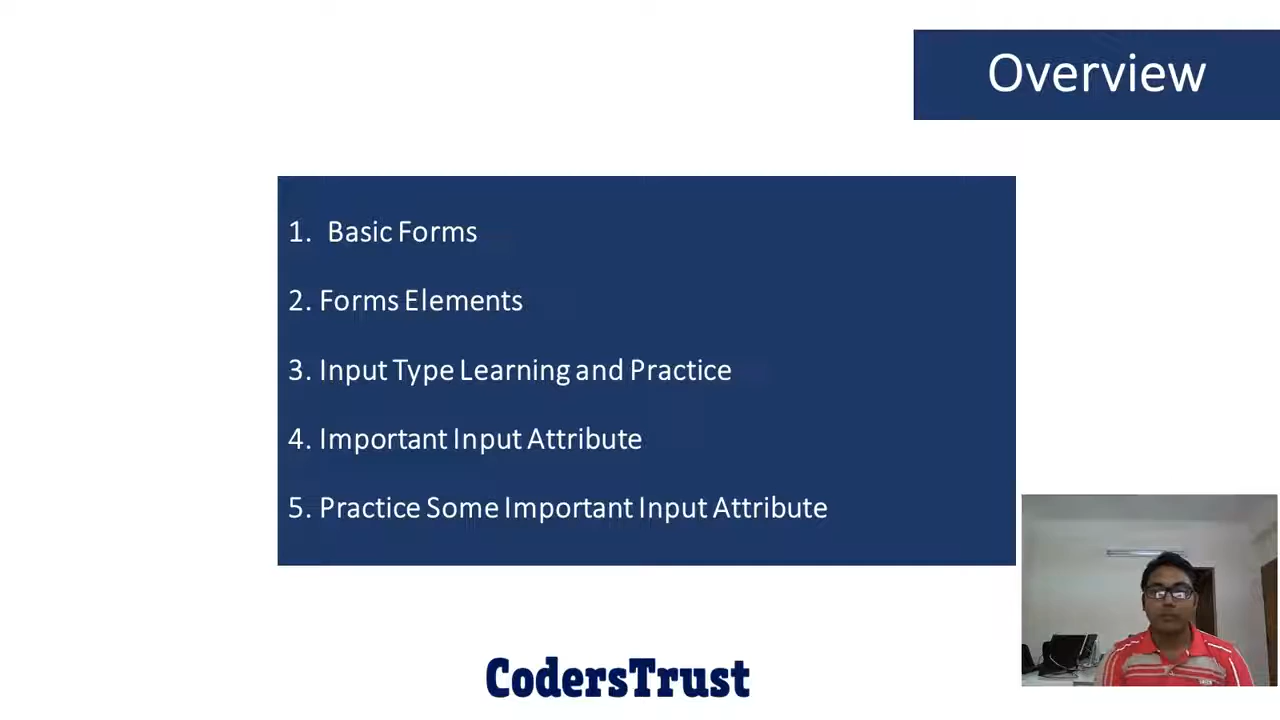 Overview
1. Basic Forms
2. Forms Elements
3. Input Type Learning and Practice
4. Important Input Attribute
5. Practice Some Important Input Attribute
CodersTrust